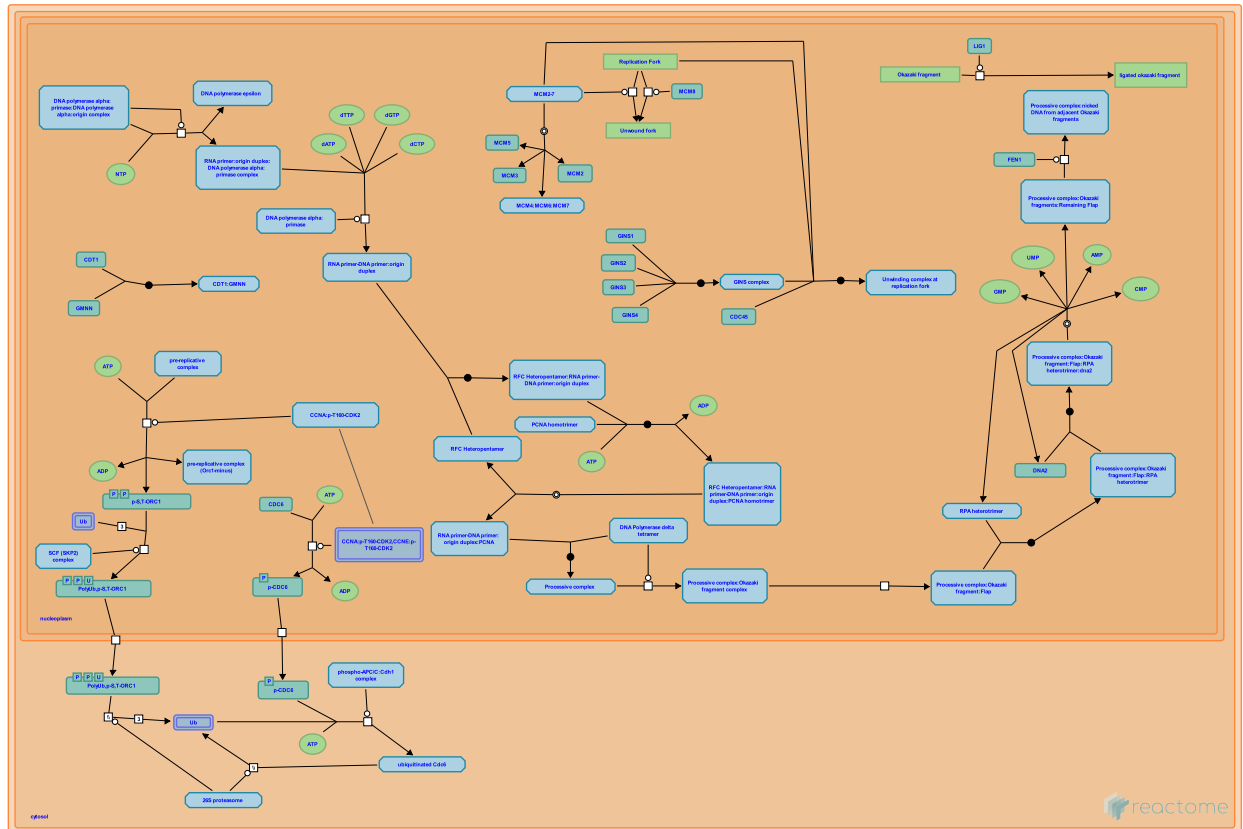 LIG1
Okazaki fragment
ligated okazaki fragment
Replication Fork
MCM2-7
MCM8
Unwound fork
MCM5
MCM3
MCM2
MCM4:MCM6:MCM7
DNA polymerase alpha:
primase:DNA polymerase
alpha:origin complex
DNA polymerase epsilon
NTP
RNA primer:origin duplex:
DNA polymerase alpha:
primase complex
dTTP
dGTP
dATP
dCTP
DNA polymerase alpha:
primase
RNA primer-DNA primer:origin
duplex
Processive complex:nicked
DNA from adjacent Okazaki
fragments
FEN1
Processive complex:Okazaki
fragments:Remaining Flap
CDT1
GMNN
CDT1:GMNN
GINS1
GINS2
GINS3
GINS4
GINS complex
CDC45
Unwinding complex at
replication fork
UMP
AMP
GMP
CMP
Processive complex:Okazaki
fragment:Flap:RPA
heterotrimer:dna2
DNA2
Processive complex:Okazaki
fragment:Flap:RPA
heterotrimer
RPA heterotrimer
Processive complex:Okazaki
fragment:Flap
ATP
pre-replicative
complex
CCNA:p-T160-CDK2
ADP
pre-replicative complex
(Orc1-minus)
P P
p-S,T-ORC1
Ub
3
SCF (SKP2)
complex
P P U
PolyUb,p-S,T-ORC1
CDC6
ATP
CCNA:p-T160-CDK2,CCNE:p-
T160-CDK2
P
p-CDC6
ADP
RFC Heteropentamer:RNA primer-
DNA primer:origin duplex
PCNA homotrimer
ATP
ADP
RFC Heteropentamer
RFC Heteropentamer:RNA
primer-DNA primer:origin
duplex:PCNA homotrimer
RNA primer-DNA primer:
origin duplex:PCNA
DNA Polymerase delta
tetramer
Processive complex
Processive complex:Okazaki
fragment complex
nucleoplasm
P P U
PolyUb,p-S,T-ORC1
3
Ub
P
p-CDC6
phospho-APC/C:Cdh1
complex
ATP
ubiquitinated Cdc6
26S proteasome
cytosol
reactome